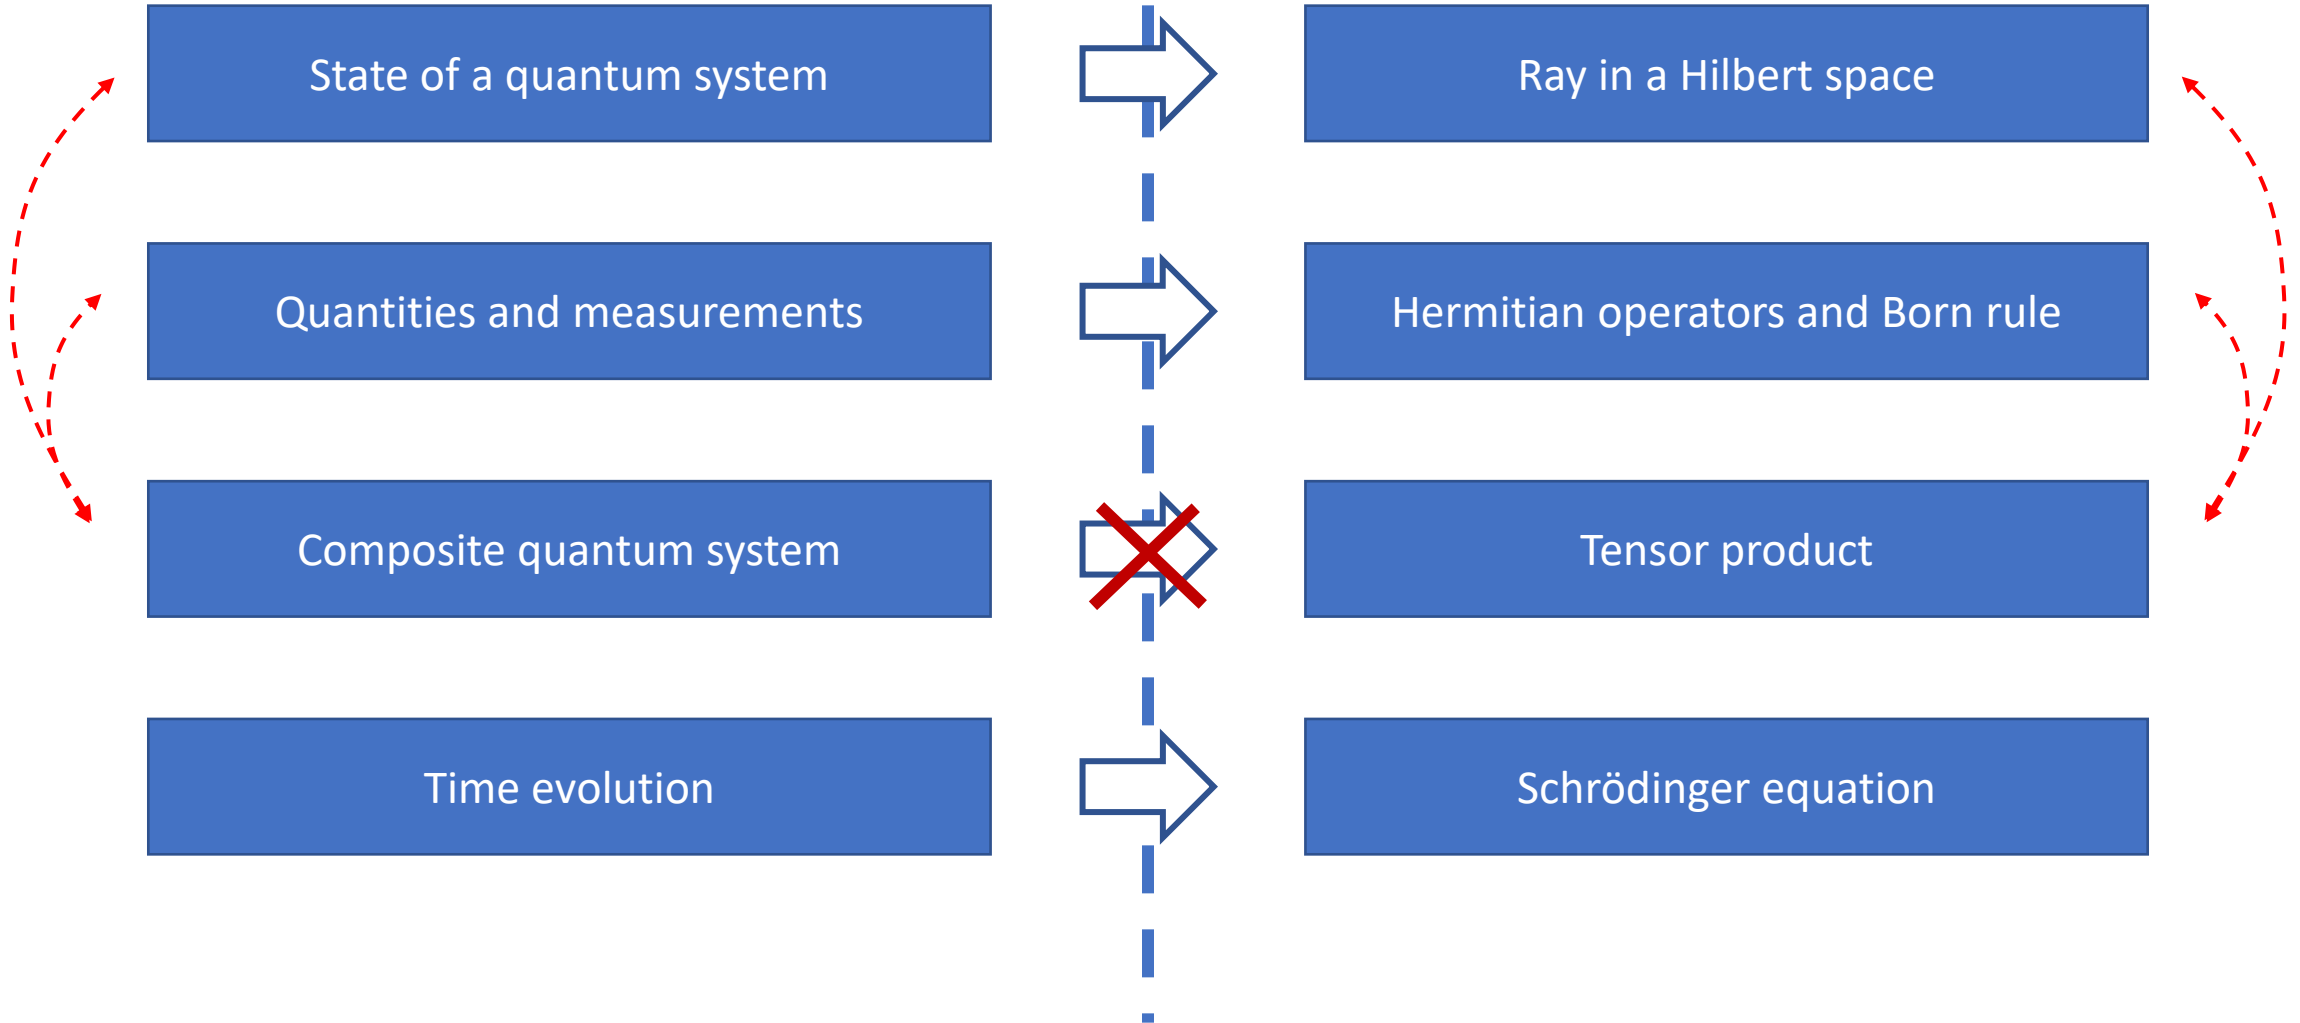 State of a quantum system
Ray in a Hilbert space
Quantities and measurements
Hermitian operators and Born rule
Composite quantum system
Tensor product
Time evolution
Schrödinger equation